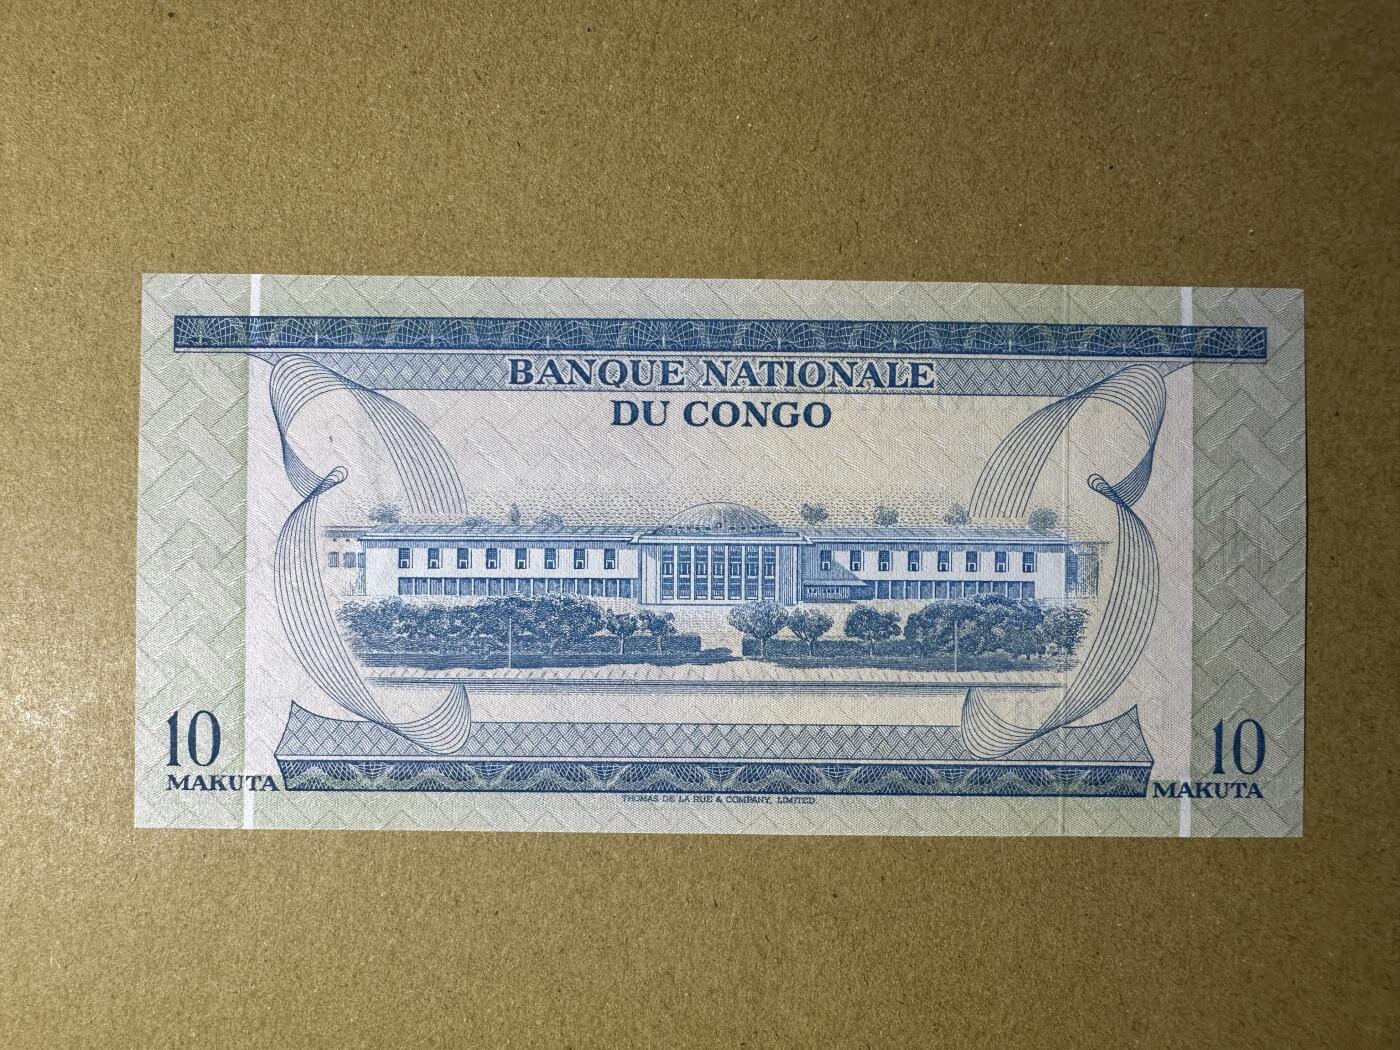 BANQUE NATIONALE
DU CONGO
10
MAKUTA
10
MAKUTA
THOMAS DE LA RUE & COMPANY, LIMITED